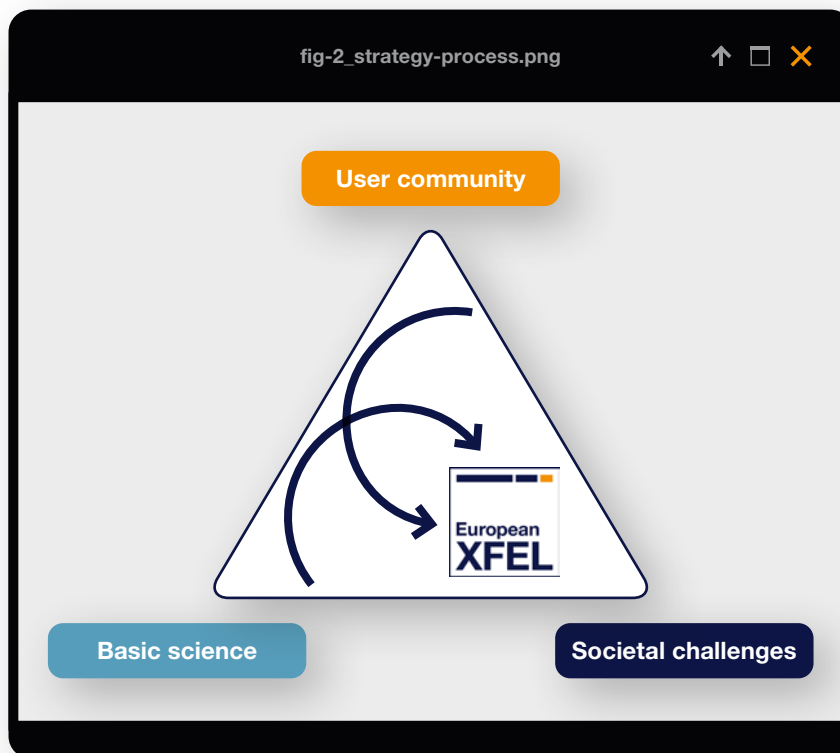 fig-2_strategy-process.png
User community
European
XFEL
Basic science
Societal challenges